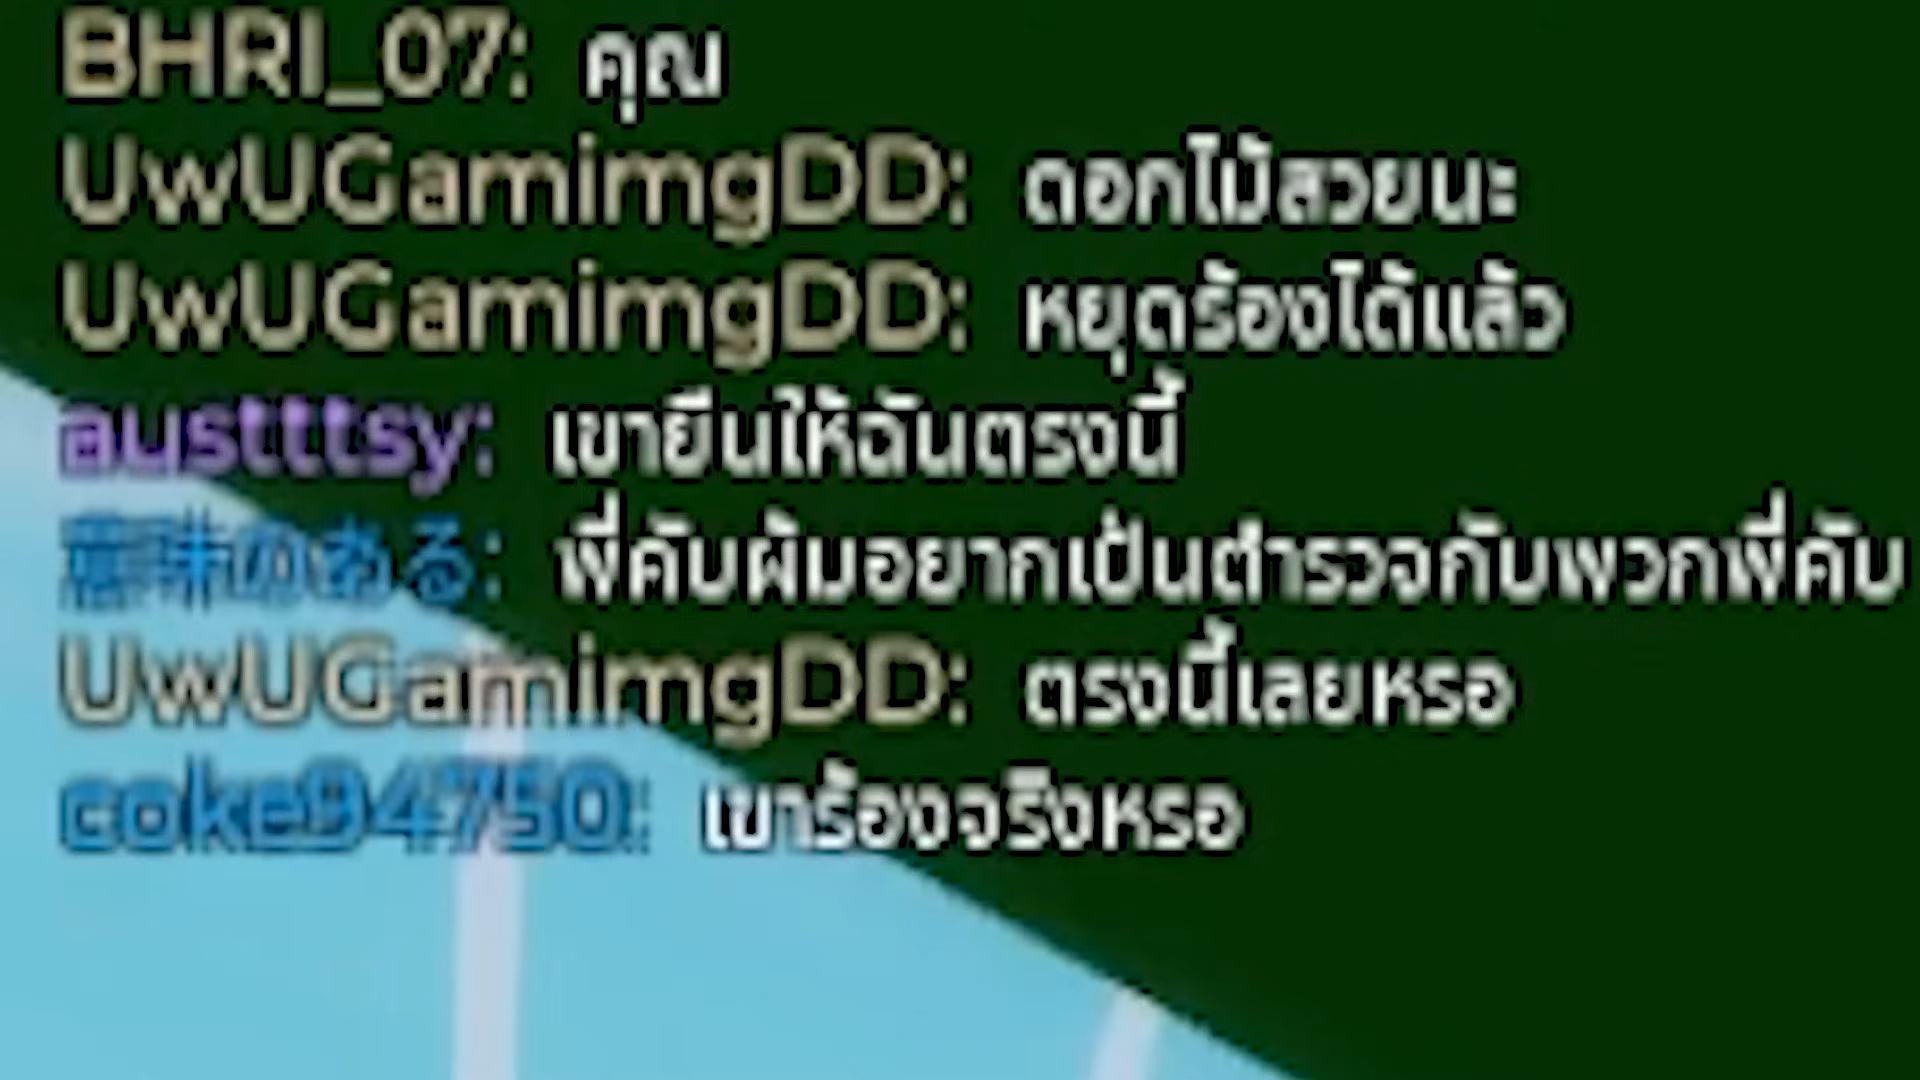 BHRI_07: คุณ
UwUGamimgDD: ดอกไม้สวยนะ
UwUGamimgDD: หยุดร้องได้แล้ว
austttsy: เขายืนให้ฉันตรงนี้
意味のある: พี่คับผ้มอยากเป้นตำรวจกับพวกพี่คับ
UwUGamimgDD: ตรงนี้เลยหรอ
coke94750: เขาร้องจริงหรอ